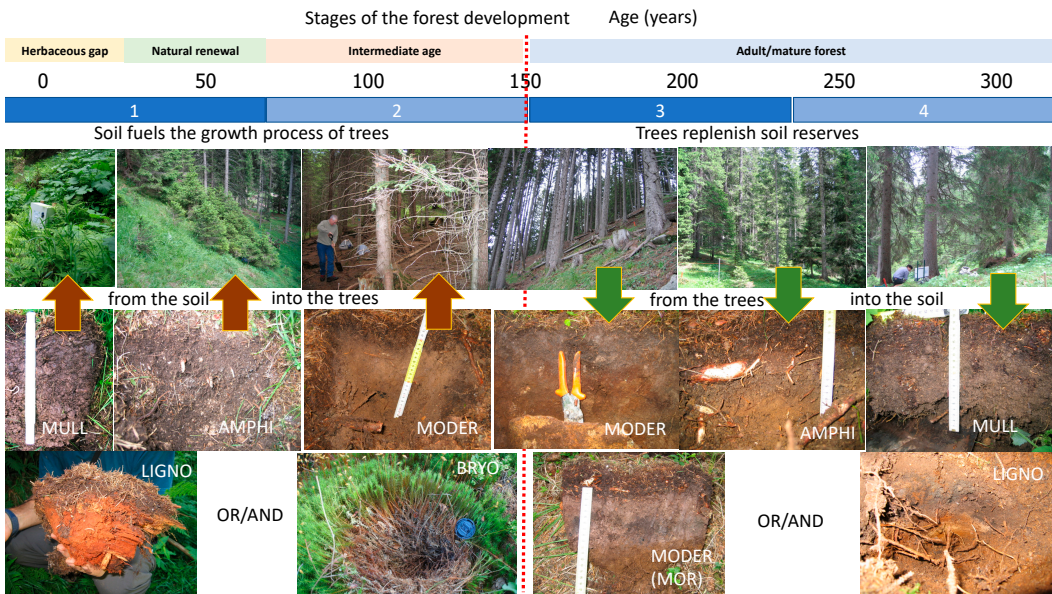 Stages of the forest development Age (years)
Herbaceous gap Natural renewal Intermediate age Adult/mature forest
0 50 100 150 200 250 300
1 2 3 4
Soil fuels the growth process of trees Trees replenish soil reserves
from the soil into the trees from the trees into the soil
MULL AMPHI MODER MODER AMPHI MULL
LIGNO BRYO LIGNO
OR/AND OR/AND
MODER
(MOR)